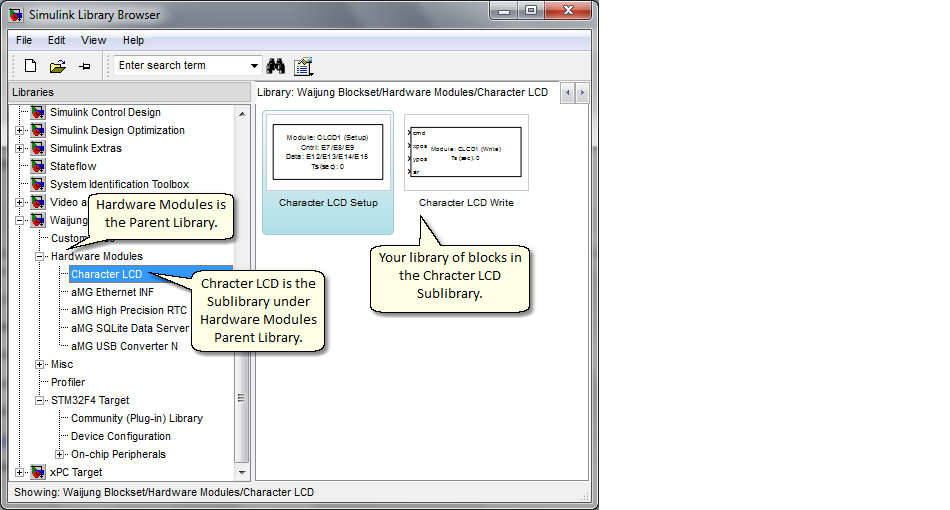 Simulink Library Browser
File Edit View Help
Enter search term
Libraries
Library: Waijung Blockset/Hardware Modules/Character LCD
Simulink Control Design
Simulink Design Optimization
Simulink Extras
Stateflow
System Identification Toolbox
Video a
Waijung
Custom
Hardware Modules
Character LCD
aMG Ethernet INF
aMG High Precision RTC
aMG SQLite Data Server
aMG USB Converter N
Misc
Profiler
STM32F4 Target
Community (Plug-in) Library
Device Configuration
On-chip Peripherals
xPC Target
Hardware Modules is
the Parent Library.
Chracter LCD is the
Sublibrary under
Hardware Modules
Parent Library.
Module: CLCD1 (Setup)
Cntrl: E7/E8/E9
Data: E12/E13/E14/E15
Ts(sec): 0
Character LCD Setup
cmd
xpos
ypos
str
Module: CLCD1 (Write)
Ts(sec): 0
Character LCD Write
Your library of blocks in
the Chracter LCD
Sublibrary.
Showing: Waijung Blockset/Hardware Modules/Character LCD